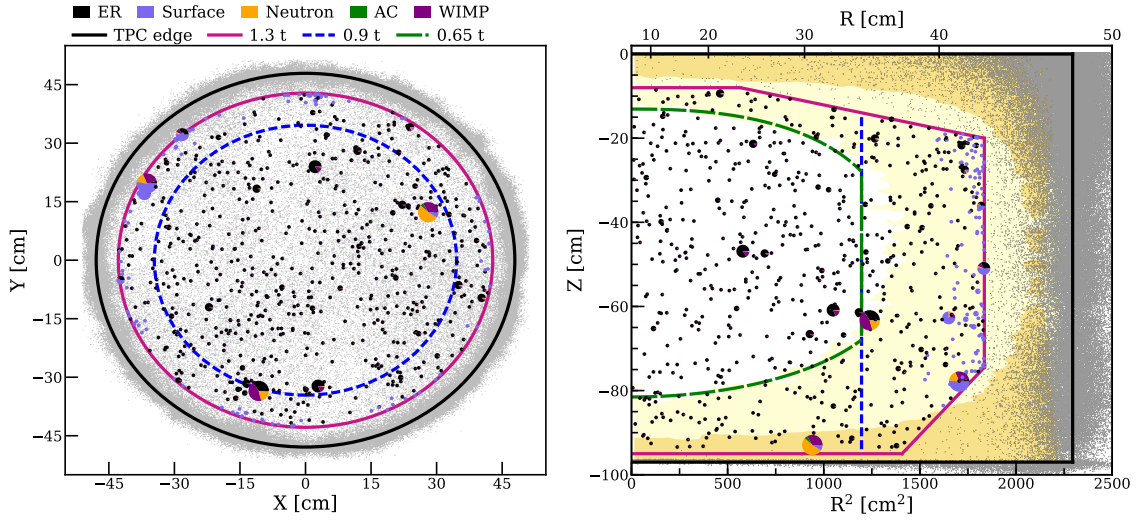 ER Surface Neutron AC WIMP
TPC edge 1.3 t 0.9 t 0.65 t
45
30
15
0
−15
−30
−45
Y [cm]
−45 −30 −15 0 15 30 45
X [cm]
R [cm]
10 20 30 41 50
0
−20
−40
−60
−80
−100
Z [cm]
0 500 1000 1500 2000 2500
R² [cm²]